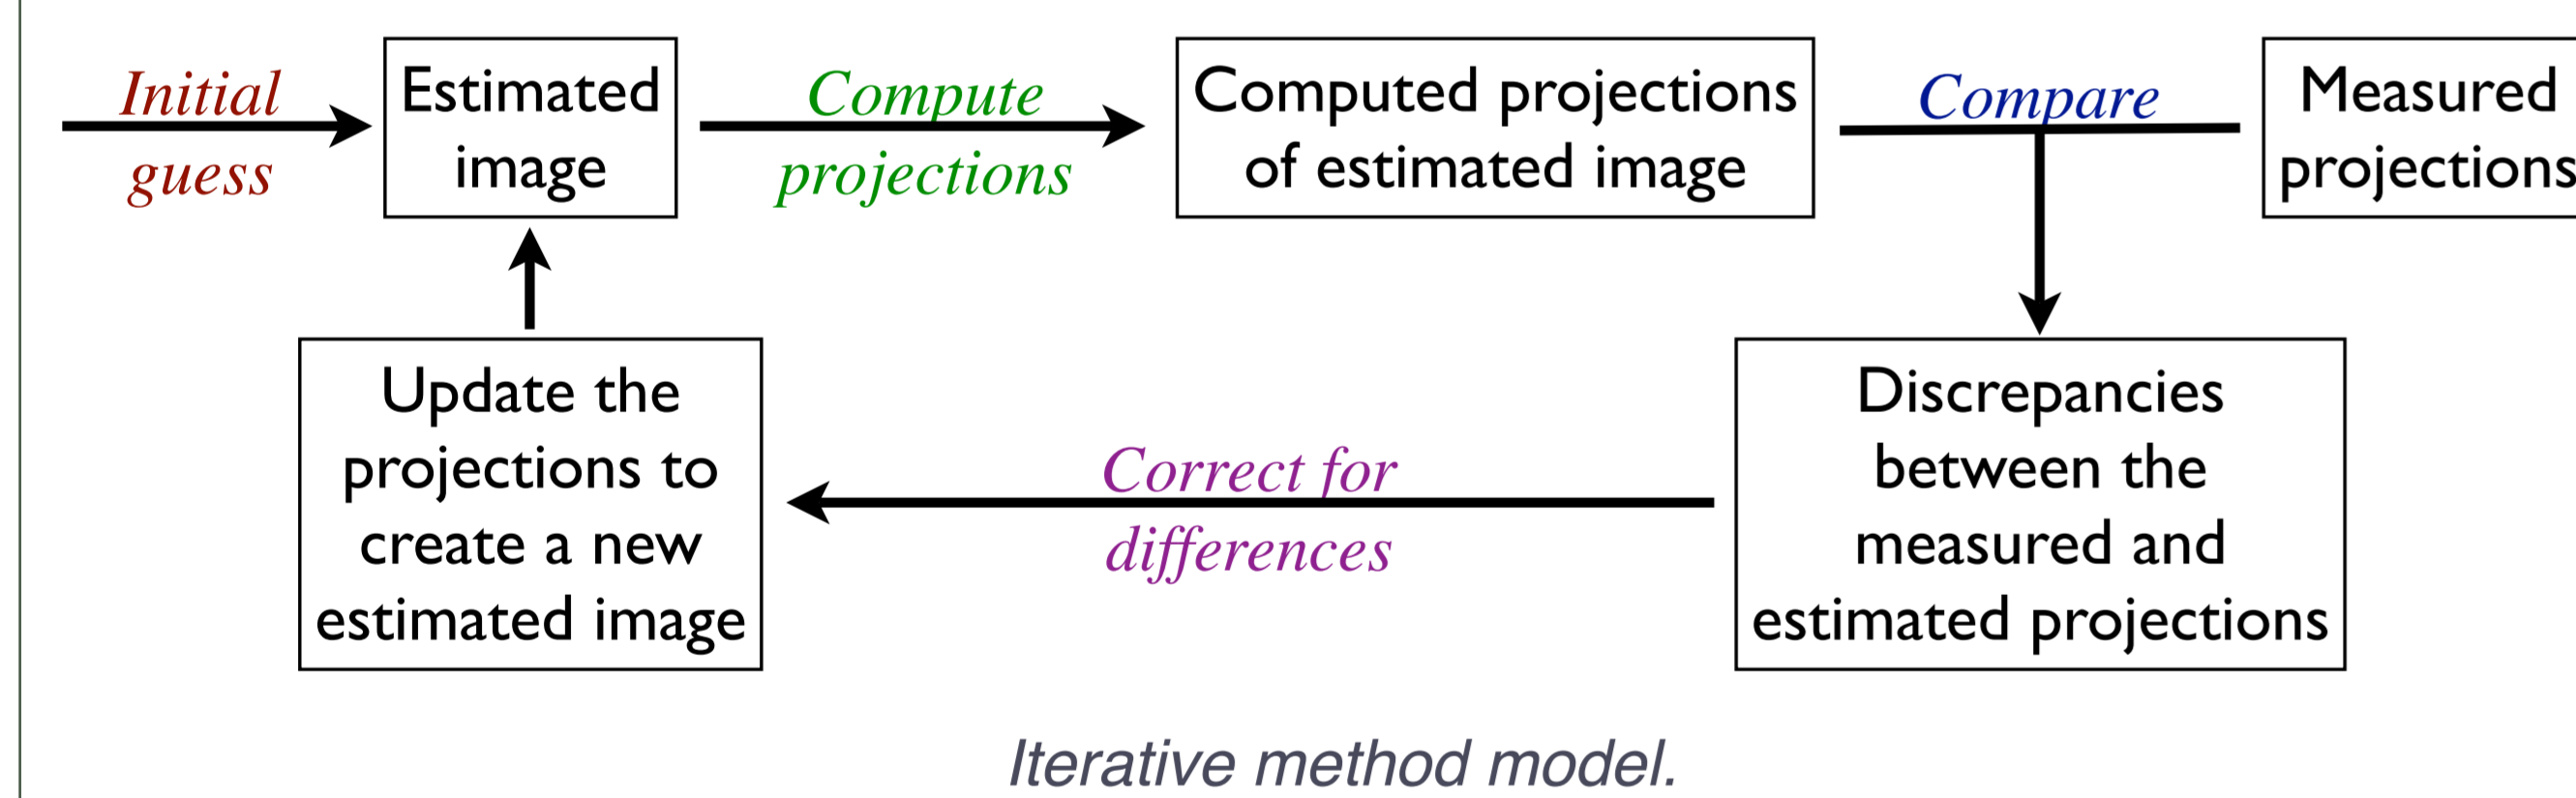 Initial
guess
Estimated
image
Compute
projections
Computed projections
of estimated image
Compare
Measured
projections
Update the
projections to
create a new
estimated image
Correct for
differences
Discrepancies
between the
measured and
estimated projections
Iterative method model.